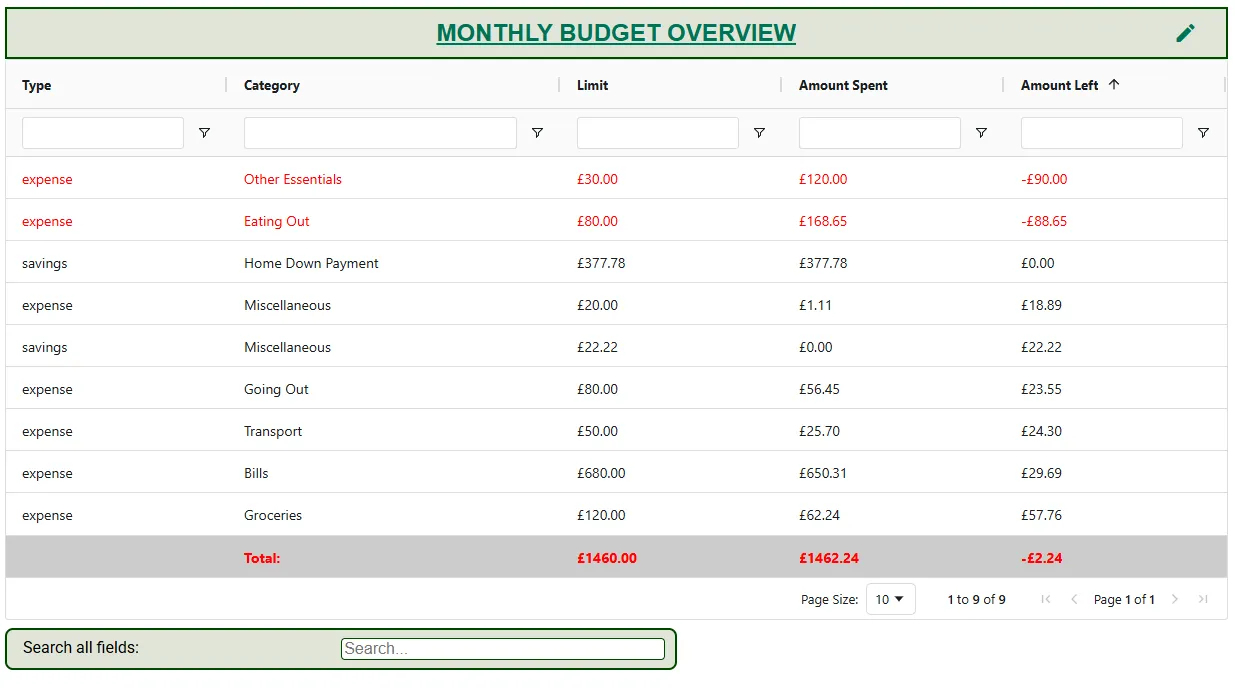 MONTHLY BUDGET OVERVIEW
Type Category Limit Amount Spent Amount Left
expense Other Essentials £30.00 £120.00 -£90.00
expense Eating Out £80.00 £168.65 -£88.65
savings Home Down Payment £377.78 £377.78 £0.00
expense Miscellaneous £20.00 £1.11 £18.89
savings Miscellaneous £22.22 £0.00 £22.22
expense Going Out £80.00 £56.45 £23.55
expense Transport £50.00 £25.70 £24.30
expense Bills £680.00 £650.31 £29.69
expense Groceries £120.00 £62.24 £57.76
Total: £1460.00 £1462.24 -£2.24
Page Size: 10 1 to 9 of 9 Page 1 of 1
Search all fields: Search...